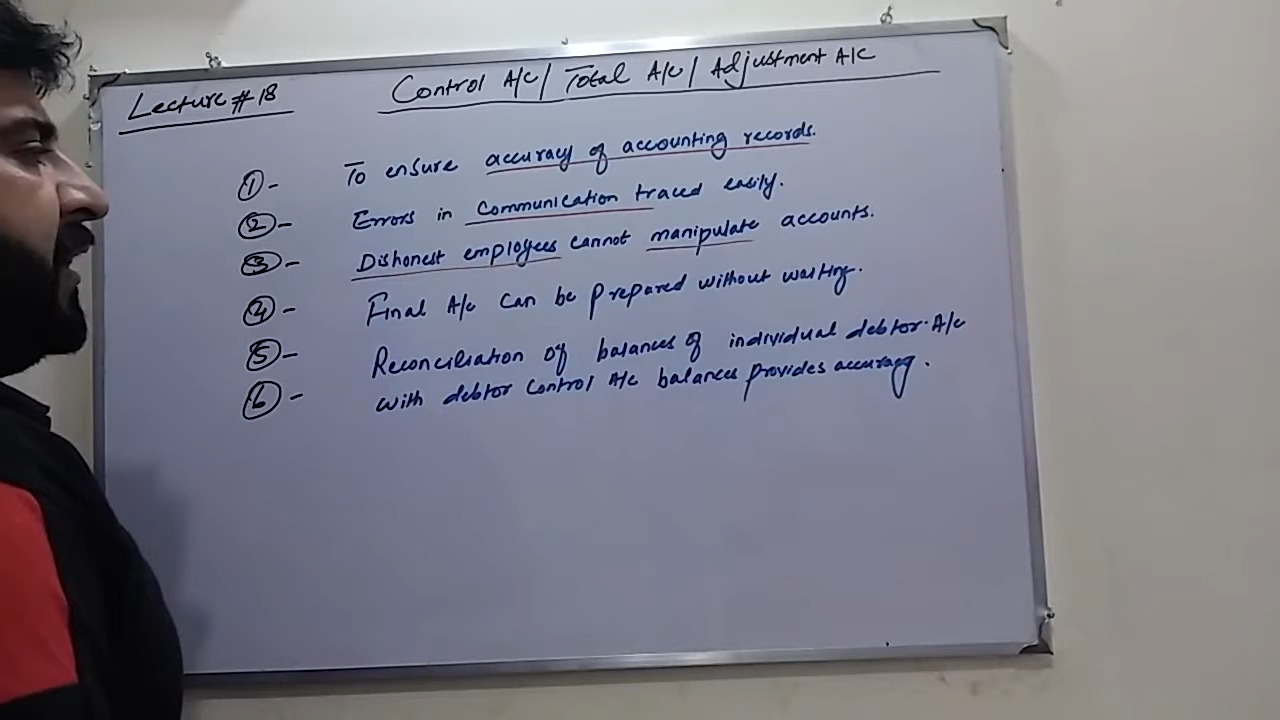 Lecture # 18
Control A/c / Total A/c / Adjustment A/c
①- To ensure accuracy of accounting records.
②- Errors in communication traced easily.
③- Dishonest employees cannot manipulate accounts.
④- Final A/c can be prepared without waiting.
⑤- Reconciliation of balances of individual debtor A/c
⑥- with debtor control A/c balances provides accuracy.